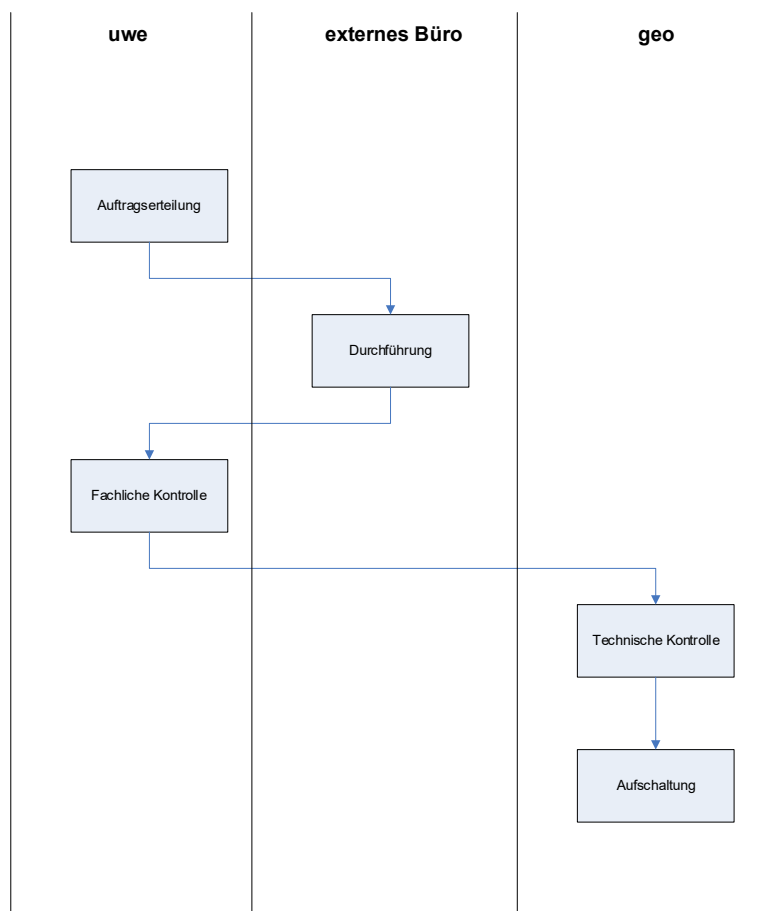 uwe
externes Büro
geo
Auftragserteilung
Durchführung
Fachliche Kontrolle
Technische Kontrolle
Aufschaltung